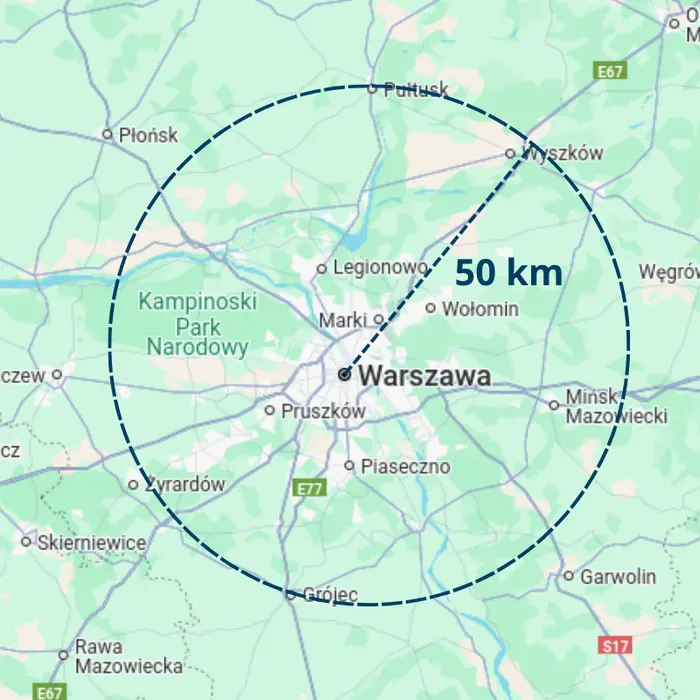 O
M
E67
Pułtusk
Płońsk
Wyszków
Legionowo
50 km
Węgrów
Kampinoski
Park
Narodowy
Marki
Wołomin
czew
Warszawa
Mińsk
Mazowiecki
Pruszków
cz
Piaseczno
Żyrardów
E77
Skierniewice
Garwolin
Grójec
Rawa
Mazowiecka
S17
E67